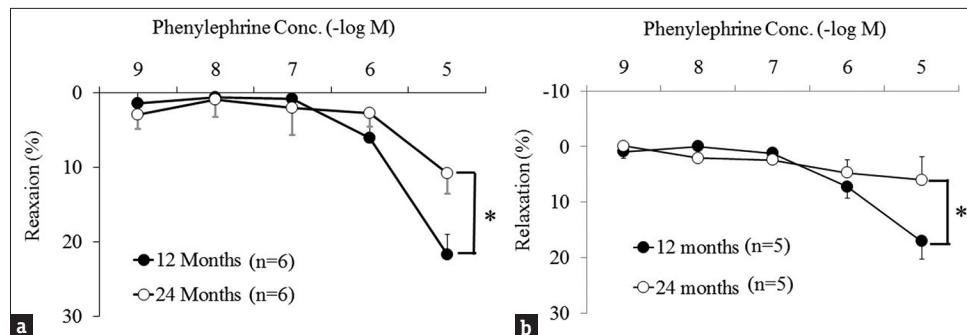 Phenylephrine Conc. (-log M)
9 8 7 6 5
0
10
20
30
Reaxaion (%)
*
12 Months (n=6)
24 Months (n=6)
a
Phenylephrine Conc. (-log M)
9 8 7 6 5
-10
0
10
20
30
Relaxation (%)
*
12 months (n=5)
24 months (n=5)
b